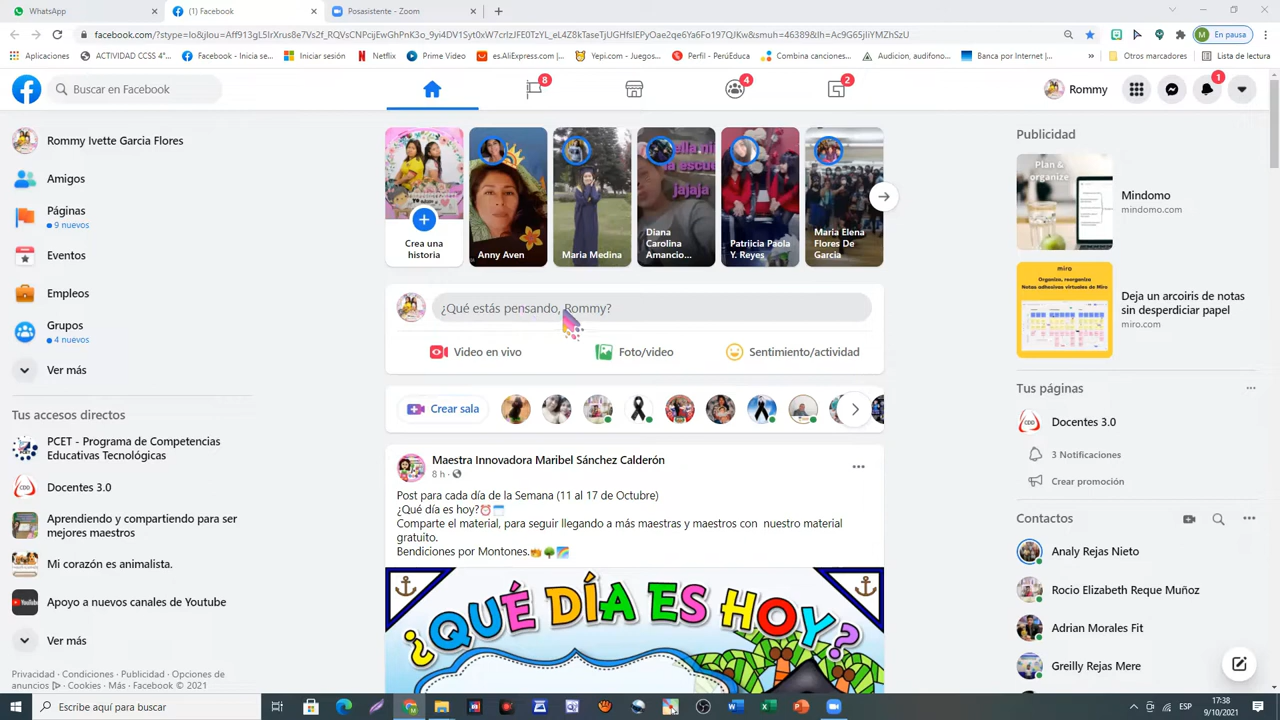 WhatsApp
(1) Facebook
Posasistente - Zoom
Aplicaciones
ACTIVIDAD CCSS 4°...
Facebook - Inicia se...
Iniciar sesión
Netflix
Prime Video
es.AliExpress.com
Yepi.com - Juegos...
Perfil - PerúEduca
Combina canciones...
Audicion, audifono...
Banca por Internet...
Otros marcadores
Lista de lectura
M
En pausa
Buscar en Facebook
8
4
2
Rommy
1
Rommy Ivette Garcia Flores
Amigos
Páginas
9 nuevos
Eventos
Empleos
Grupos
4 nuevos
Ver más
Tus accesos directos
PCET - Programa de Competencias
Educativas Tecnológicas
Docentes 3.0
Aprendiendo y compartiendo para ser
mejores maestros
Mi corazón es animalista.
Apoyo a nuevos canales de Youtube
Ver más
Privacidad · Condiciones · Publicidad · Opciones de
anuncios · Cookies · Más · Facebook © 2021
Crea una
historia
Anny Aven
Maria Medina
jajaja
Diana
Carolina
Amancio...
Patrijcia Paola
Y. Reyes
Maria Elena
Flores De
Garcia
¿Qué estás pensando, Rommy?
Video en vivo
Foto/video
Sentimiento/actividad
Crear sala
Maestra Innovadora Maribel Sánchez Calderón
8 h
Post para cada día de la Semana (11 al 17 de Octubre)
¿Qué día es hoy?
Comparte el material, para seguir llegando a más maestras y maestros con nuestro material
gratuito.
Bendiciones por Montones.
¿QUÉ DÍA ES HOY?
Publicidad
Plan &
organize
Mindomo
mindomo.com
miro
Deja un arcoiris de notas
sin desperdiciar papel
miro.com
Tus páginas
Docentes 3.0
3 Notificaciones
Crear promoción
Contactos
Analy Rejas Nieto
Rocio Elizabeth Reque Muñoz
Adrian Morales Fit
Greilly Rejas Mere
Escribe aquí para buscar
ESP
17:38
9/10/2021